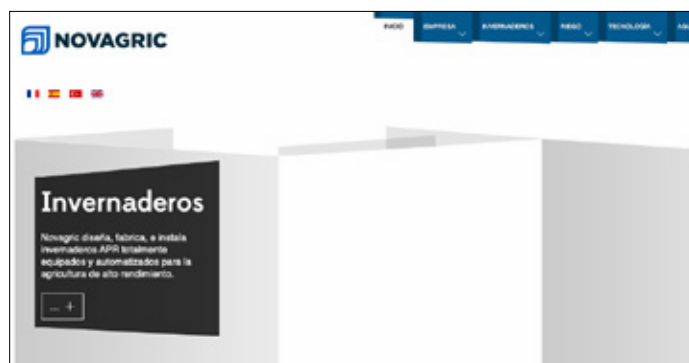 NOVAGRIC
INICIO
EMPRESA
INVERNADEROS
RIEGO
TECNOLOGÍA
Invernaderos
Novagric diseña, fabrica, e instala
invernaderos APR totalmente
equipados y automatizados para la
agricultura de alto rendimiento.
... +